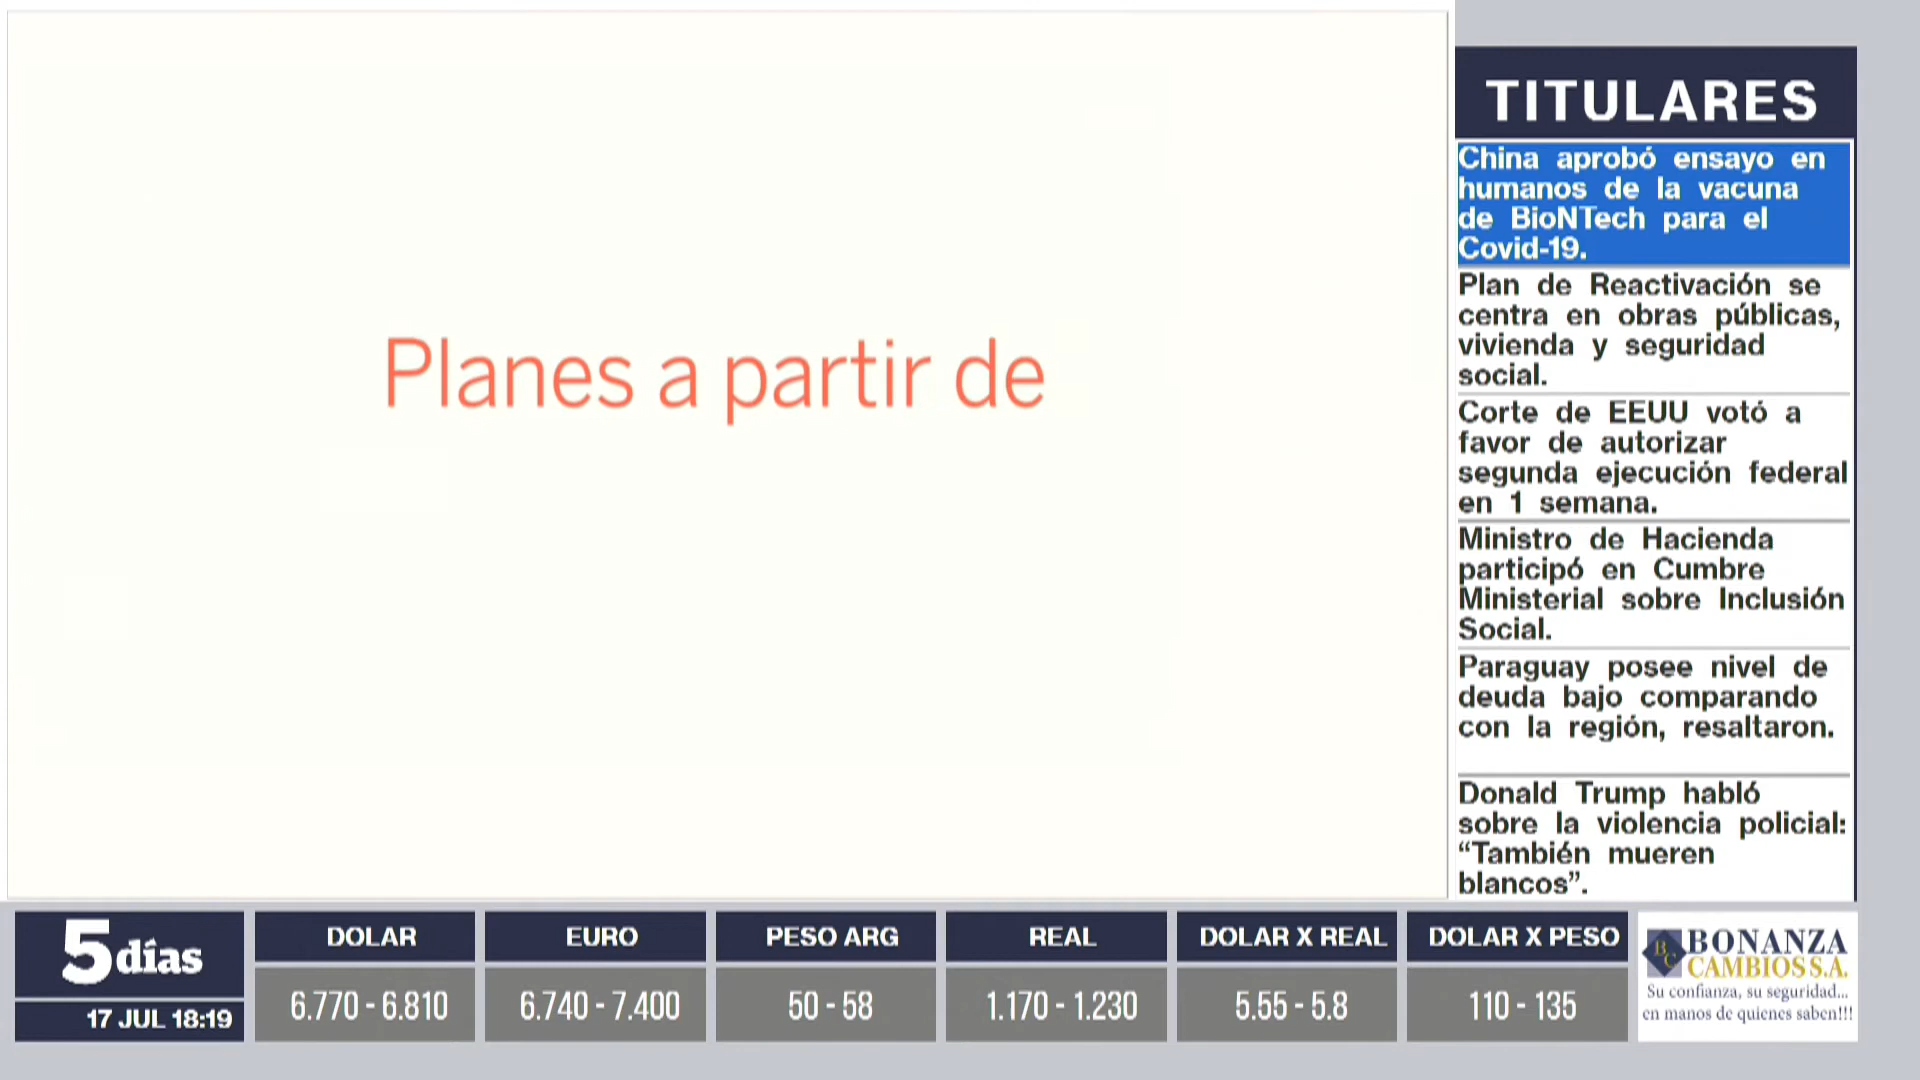 Planes a partir de
TITULARES
China aprobó ensayo en
humanos de la vacuna
de BioNTech para el
Covid-19.
Plan de Reactivación se
centra en obras públicas,
vivienda y seguridad
social.
Corte de EEUU votó a
favor de autorizar
segunda ejecución federal
en 1 semana.
Ministro de Hacienda
participó en Cumbre
Ministerial sobre Inclusión
Social.
Paraguay posee nivel de
deuda bajo comparando
con la región, resaltaron.
Donald Trump habló
sobre la violencia policial:
“También mueren
blancos”.
5días
17 JUL 18:19
DOLAR
6.770 - 6.810
EURO
6.740 - 7.400
PESO ARG
50 - 58
REAL
1.170 - 1.230
DOLAR X REAL
5.55 - 5.8
DOLAR X PESO
110 - 135
BC
BONANZA
CAMBIOS S.A.
Su confianza, su seguridad...
en manos de quienes saben!!!